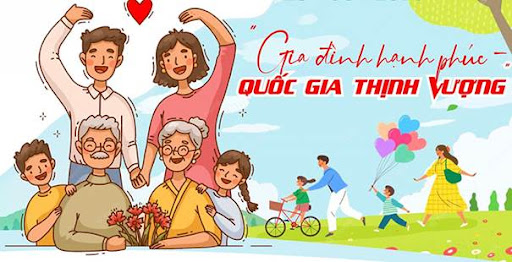 "Gia đình hạnh phúc -
QUỐC GIA THỊNH VƯỢNG